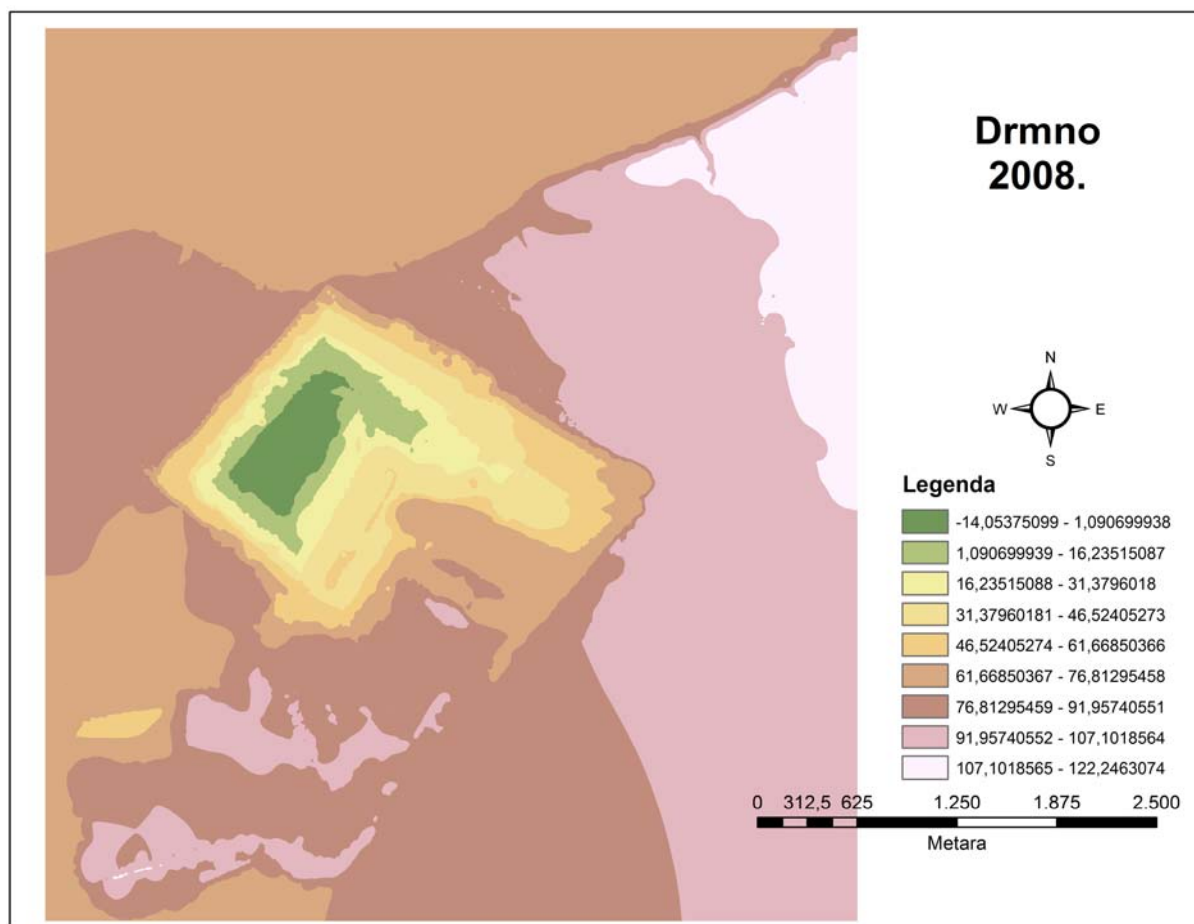 Drmno
2008.
N
W E
S
Legenda
-14,05375099 - 1,090699938
1,090699939 - 16,23515087
16,23515088 - 31,3796018
31,37960181 - 46,52405273
46,52405274 - 61,66850366
61,66850367 - 76,81295458
76,81295459 - 91,95740551
91,95740552 - 107,1018564
107,1018565 - 122,2463074
0 312,5 625 1.250 1.875 2.500
Metara